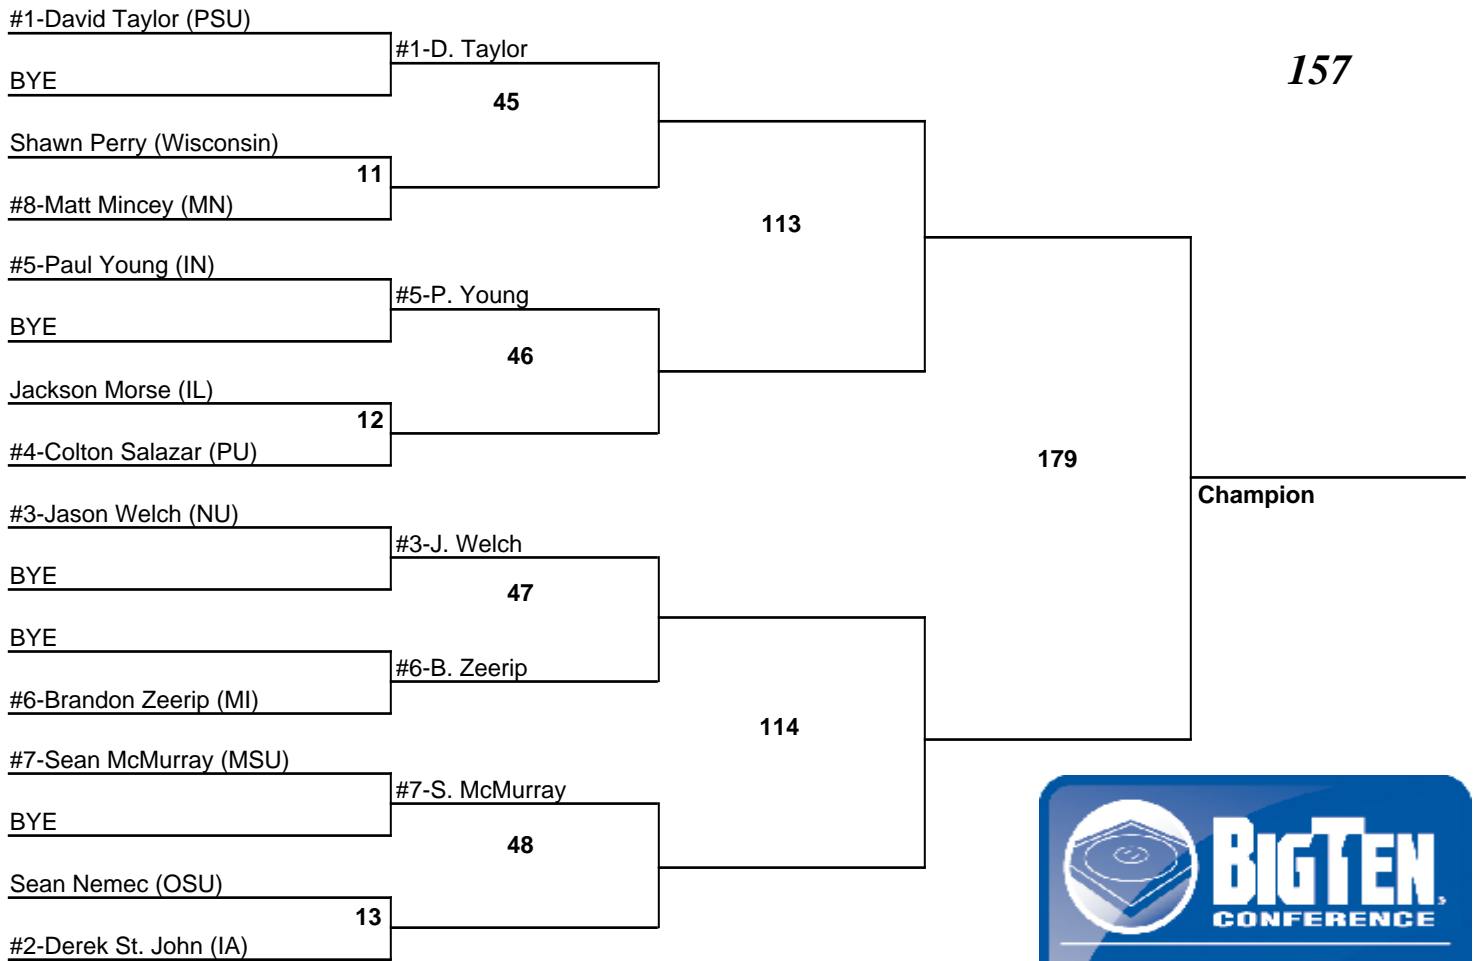 #1-David Taylor (PSU)
#1-D. Taylor
157
BYE
45
Shawn Perry (Wisconsin)
11
#8-Matt Mincey (MN)
113
#5-Paul Young (IN)
#5-P. Young
BYE
46
Jackson Morse (IL)
12
#4-Colton Salazar (PU)
179
Champion
#3-Jason Welch (NU)
#3-J. Welch
BYE
47
BYE
#6-B. Zeerip
#6-Brandon Zeerip (MI)
114
#7-Sean McMurray (MSU)
#7-S. McMurray
BYE
48
Sean Nemec (OSU)
13
#2-Derek St. John (IA)
BIGTEN
CONFERENCE